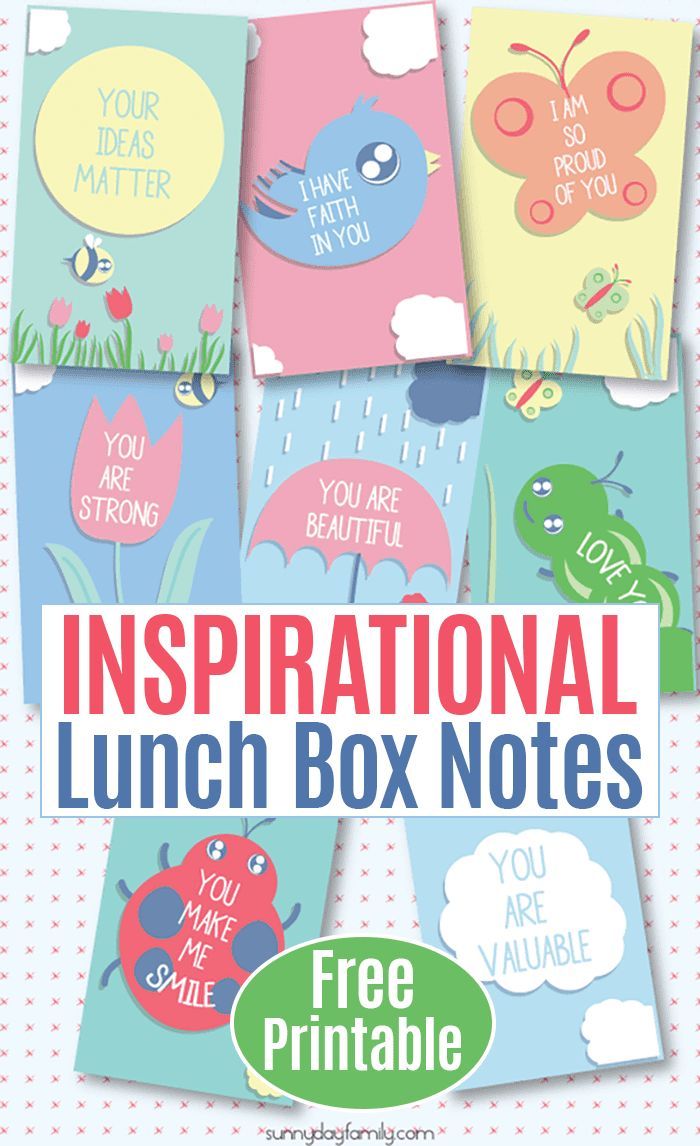 YOUR
IDEAS
MATTER
I HAVE
FAITH
IN YOU
I AM
SO
PROUD
OF YOU
YOU
ARE
STRONG
YOU ARE
BEAUTIFUL
LOVE
INSPIRATIONAL
Lunch Box Notes
YOU
MAKE
ME
SMILE
YOU
ARE
VALUABLE
Free
Printable
sunnydayfamily.com